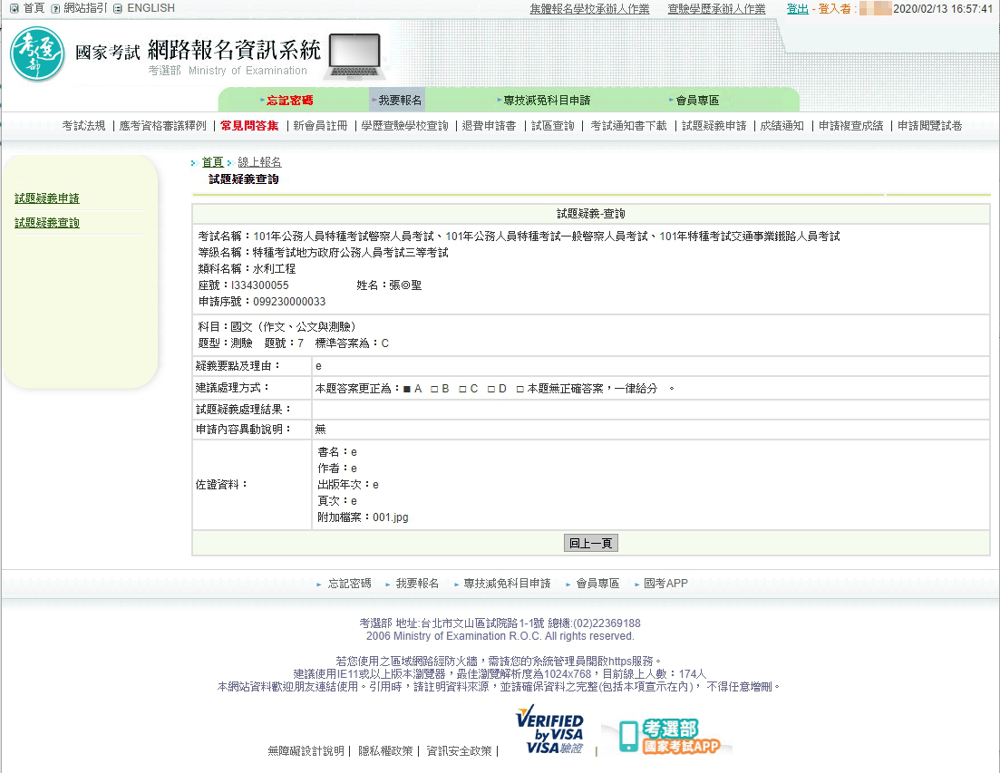 首頁 網站指引 ENGLISH 集體報名學校承辦人作業 查驗學歷承辦人作業 登出 - 登入者 : 2020/02/13 16:57:41
考選部 國家考試 網路報名資訊系統
考選部 Ministry of Examination
忘記密碼 我要報名 專技減免科目申請 會員專區
考試法規 | 應考資格審議釋例 | 常見問答集 | 新會員註冊 | 學歷查驗學校查詢 | 退費申請書 | 試區查詢 | 考試通知書下載 | 試題疑義申請 | 成績通知 | 申請複查成績 | 申請閱覽試卷
試題疑義申請
試題疑義查詢
首頁 線上報名
試題疑義查詢
試題疑義-查詢
考試名稱：101年公務人員特種考試警察人員考試、101年公務人員特種考試一般警察人員考試、101年特種考試交通事業鐵路人員考試
等級名稱：特種考試地方政府公務人員考試三等考試
類科名稱：水利工程
座號：I334300055 姓名：張◎聖
申請序號：099230000033
科目：國文（作文、公文與測驗）
題型：測驗 題號：7 標準答案為：C
疑義要點及理由： e
建議處理方式： 本題答案更正為：■ A □ B □ C □ D □ 本題無正確答案，一律給分 。
試題疑義處理結果：
申請內容異動說明： 無
佐證資料：
書名：e
作者：e
出版年次：e
頁次：e
附加檔案：001.jpg
回上一頁
忘記密碼 我要報名 專技減免科目申請 會員專區 國考APP
考選部 地址:台北市文山區試院路1-1號 總機:(02)22369188
2006 Ministry of Examination R.O.C. All rights reserved.
若您使用之區域網路經防火牆，需請您的系統管理員開啟https服務。
建議使用IE11或以上版本瀏覽器，最佳瀏覽解析度為1024x768，目前線上人數：174人
本網站資料歡迎朋友連結使用。引用時，請註明資料來源，並請確保資料之完整(包括本項宣示在內)， 不得任意增刪。
無障礙設計說明 | 隱私權政策 | 資訊安全政策 | VERIFIED by VISA VISA驗證 | 考選部 國家考試APP